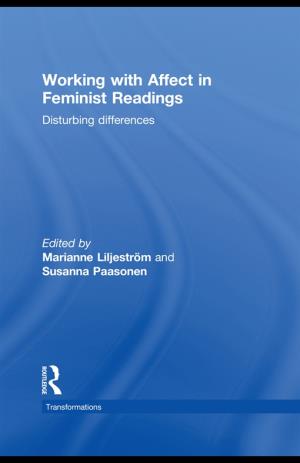 Working with Affect in
Feminist Readings
Disturbing differences
Edited by
Marianne Liljeström and
Susanna Paasonen
ROUTLEDGE
Transformations